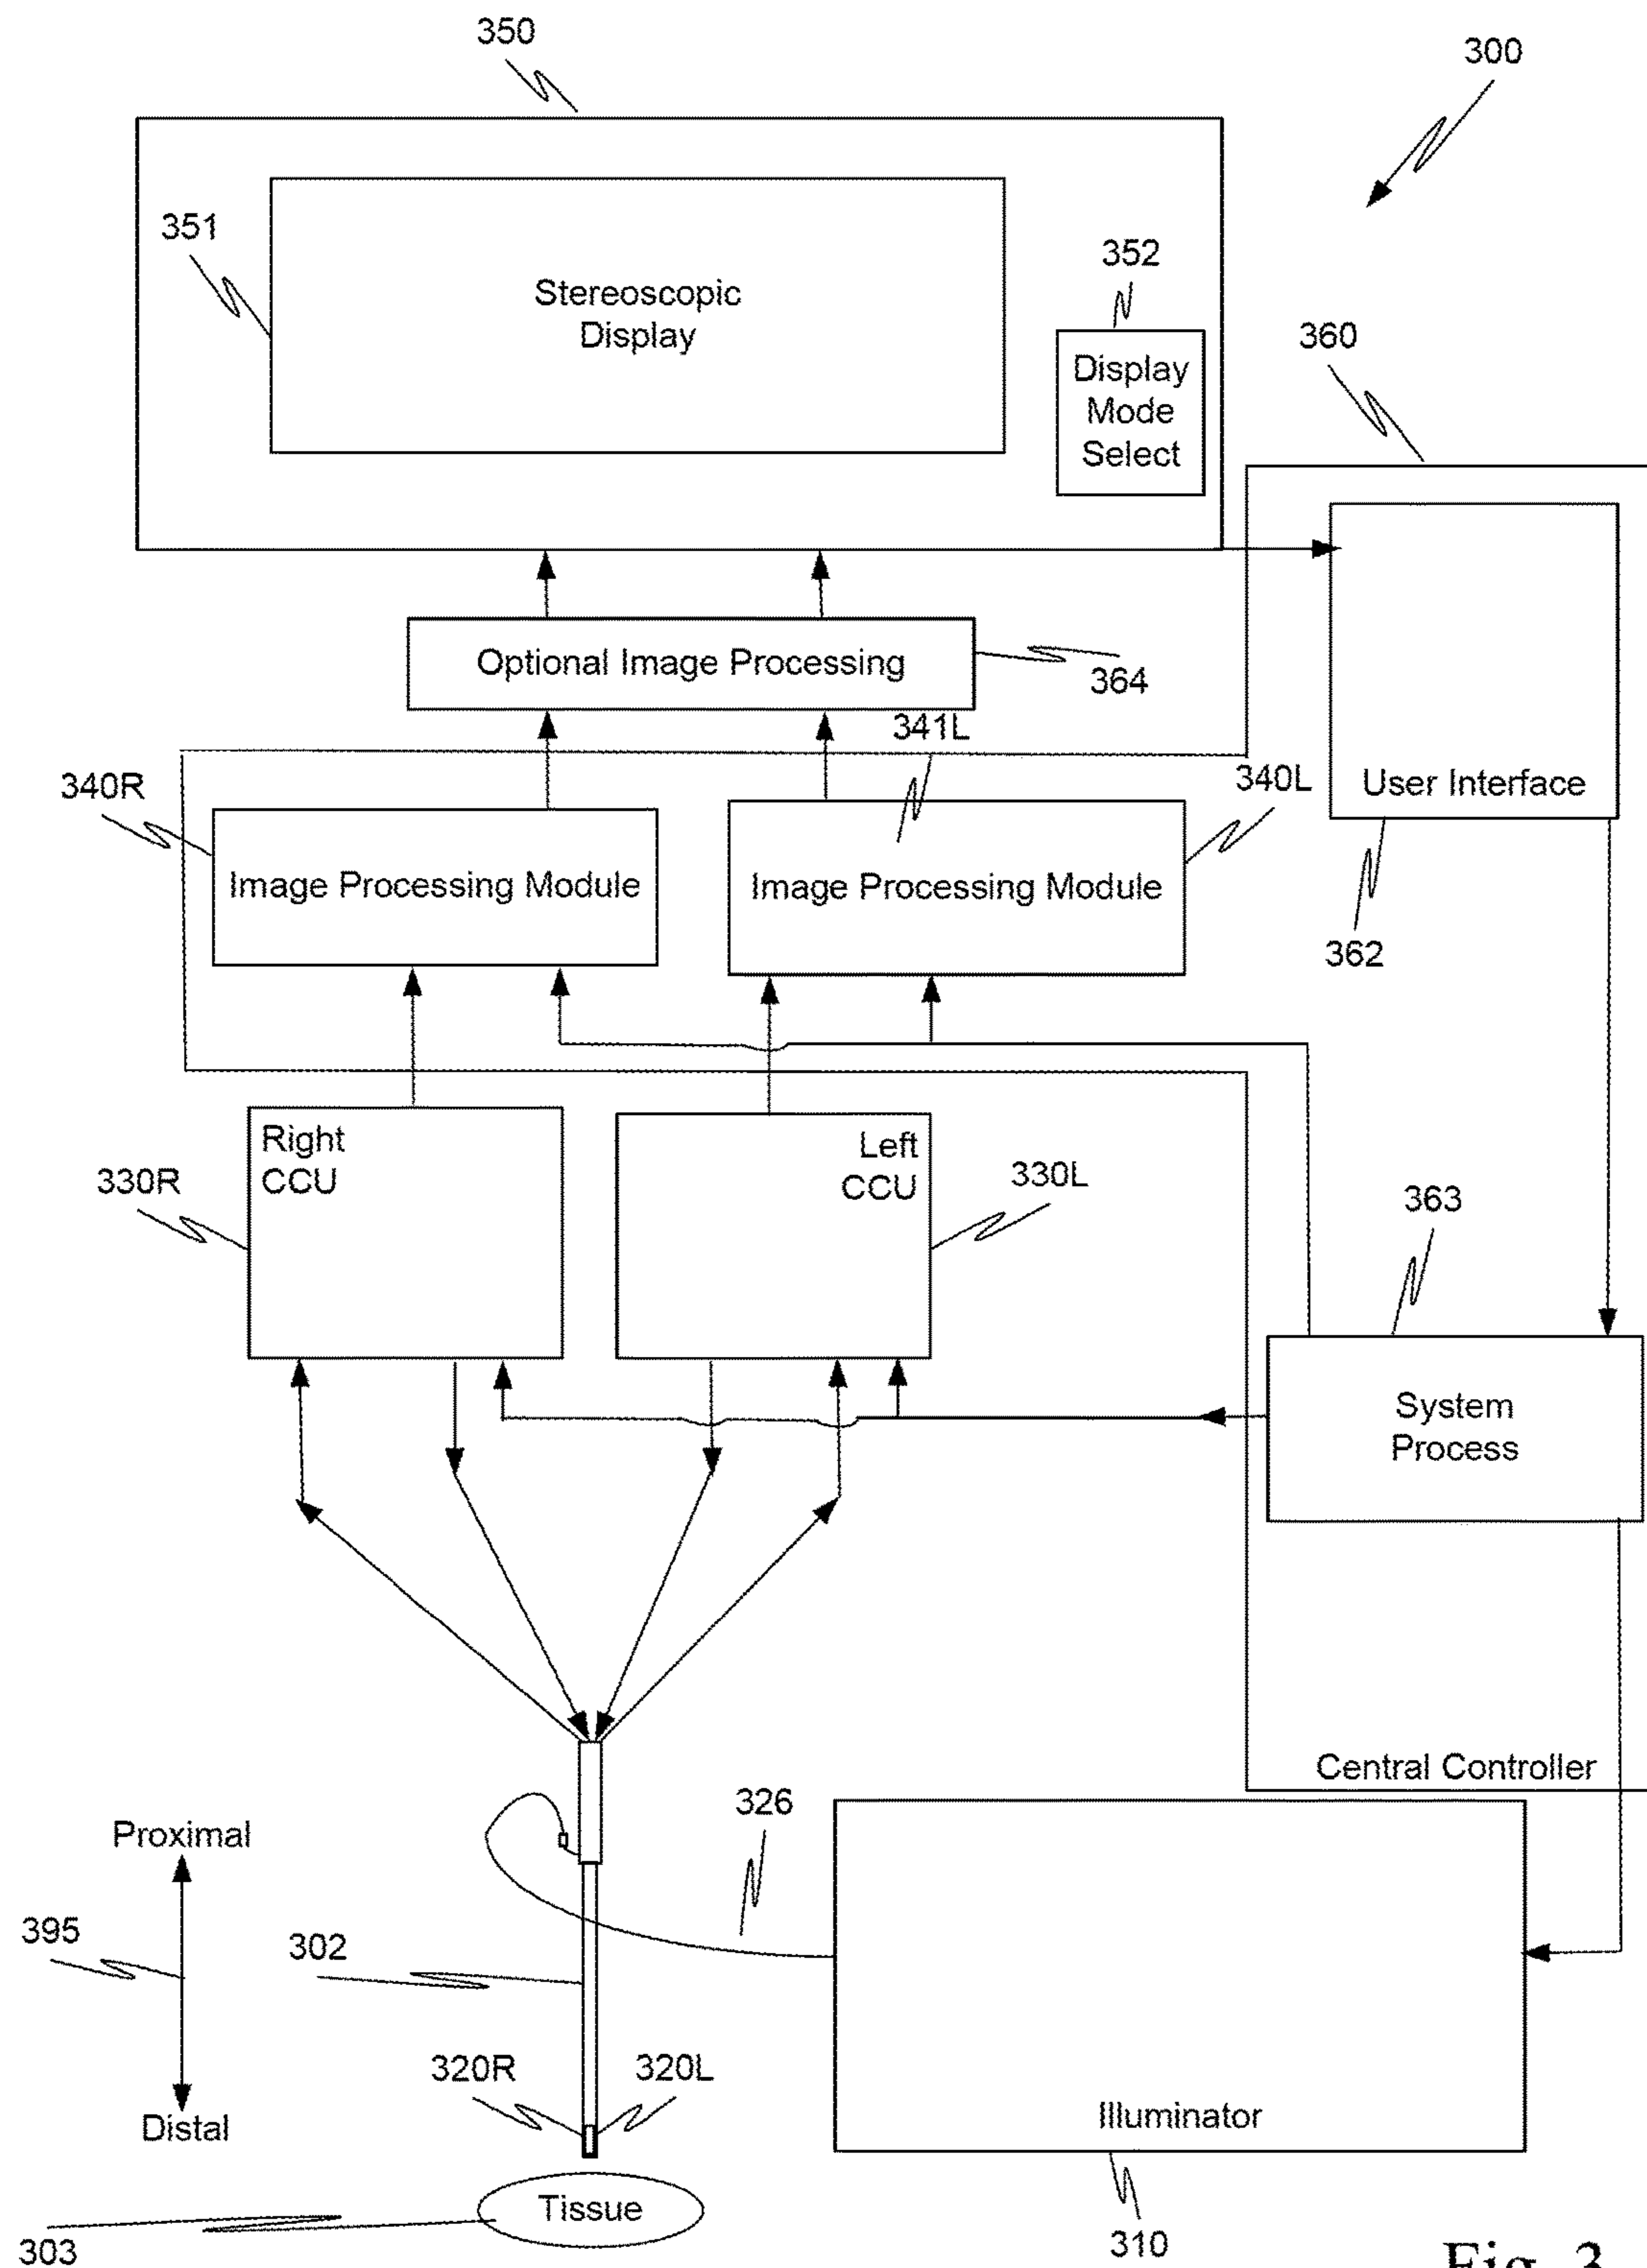 350
300
351
352
Stereoscopic
Display
Display
Mode
Select
360
Optional Image Processing
364
341L
340R
340L
User Interface
Image Processing Module
Image Processing Module
362
Right
CCU
Left
CCU
330R
330L
363
System
Process
Central Controller
326
Proximal
395
302
320R
320L
Distal
Illuminator
Tissue
303
310
Fig. 3